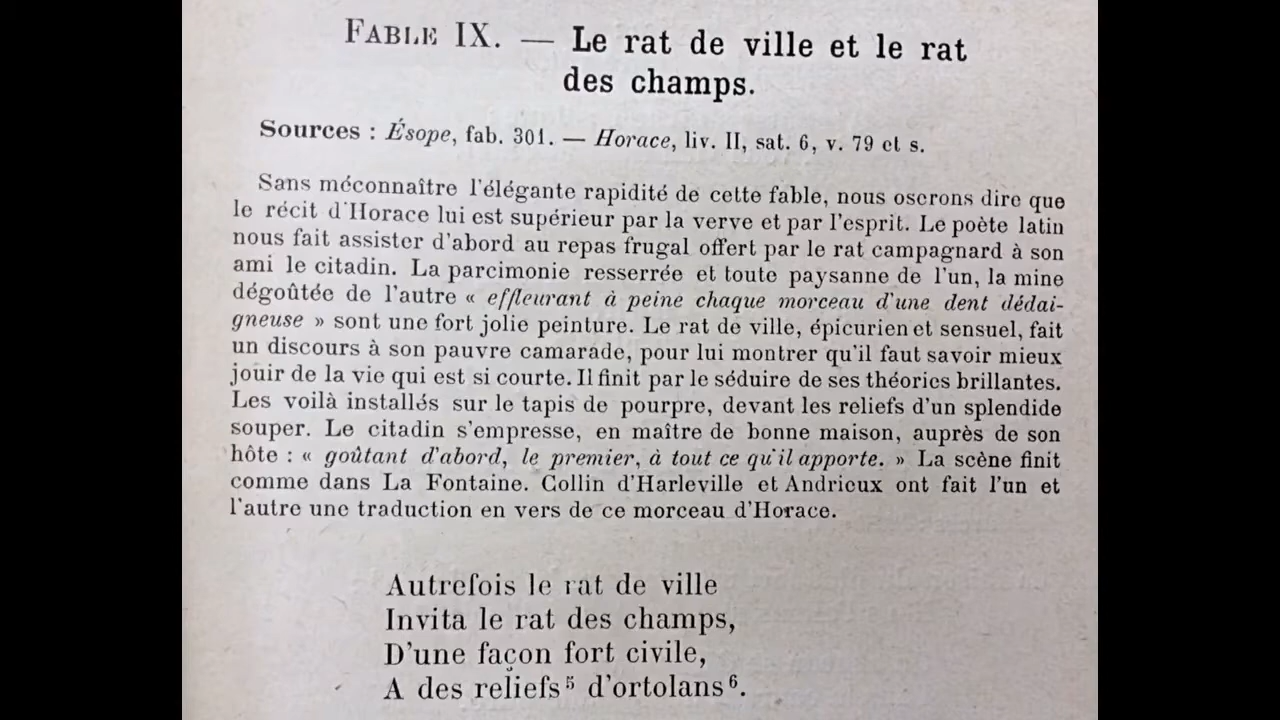 FABLE IX. — Le rat de ville et le rat
des champs.
Sources : Ésope, fab. 301. — Horace, liv. II, sat. 6, v. 79 et s.
Sans méconnaître l'élégante rapidité de cette fable, nous oserons dire que
le récit d'Horace lui est supérieur par la verve et par l'esprit. Le poète latin
nous fait assister d'abord au repas frugal offert par le rat campagnard à son
ami le citadin. La parcimonie resserrée et toute paysanne de l'un, la mine
dégoûtée de l'autre « effleurant à peine chaque morceau d'une dent dédai-
gneuse » sont une fort jolie peinture. Le rat de ville, épicurien et sensuel, fait
un discours à son pauvre camarade, pour lui montrer qu'il faut savoir mieux
jouir de la vie qui est si courte. Il finit par le séduire de ses théories brillantes.
Les voilà installés sur le tapis de pourpre, devant les reliefs d'un splendide
souper. Le citadin s'empresse, en maître de bonne maison, auprès de son
hôte : « goûtant d'abord, le premier, à tout ce qu'il apporte. » La scène finit
comme dans La Fontaine. Collin d'Harleville et Andrieux ont fait l'un et
l'autre une traduction en vers de ce morceau d'Horace.
Autrefois le rat de ville
Invita le rat des champs,
D'une façon fort civile,
A des reliefs⁵ d'ortolans⁶.